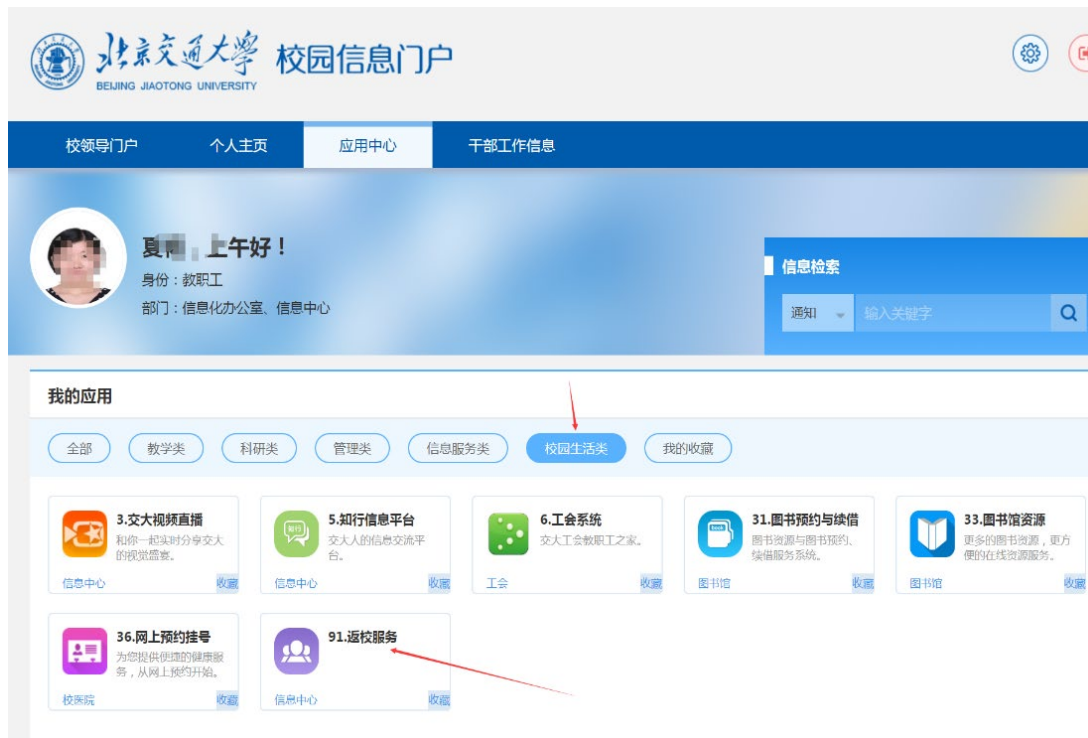 北京交通大学 校园信息门户
BEIJING JIAOTONG UNIVERSITY
校领导门户 个人主页 应用中心 干部工作信息
夏 上午好！
身份：教职工
部门：信息化办公室、信息中心
信息检索
通知 输入关键字
我的应用
全部 教学类 科研类 管理类 信息服务类 校园生活类 我的收藏
3.交大视频直播
和你一起实时分享交大
的视觉盛宴。
信息中心 收藏
5.知行信息平台
交大人的信息交流平
台。
信息中心 收藏
6.工会系统
交大工会教职工之家。
工会 收藏
31.图书预约与续借
图书资源与图书预约、
续借服务系统。
图书馆 收藏
33.图书馆资源
更多的图书资源，更方
便的在线资源服务。
图书馆 收藏
36.网上预约挂号
为您提供便捷的健康服
务，从网上预约开始。
校医院 收藏
91.返校服务
信息中心 收藏